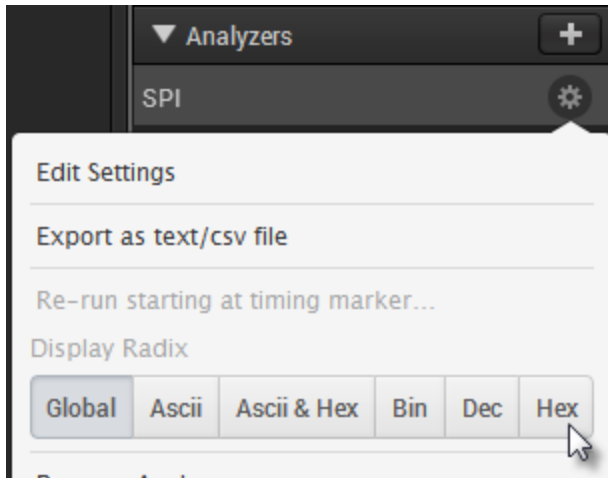 Analyzers
SPI
Edit Settings
Export as text/csv file
Re-run starting at timing marker...
Display Radix
Global Ascii Ascii & Hex Bin Dec Hex